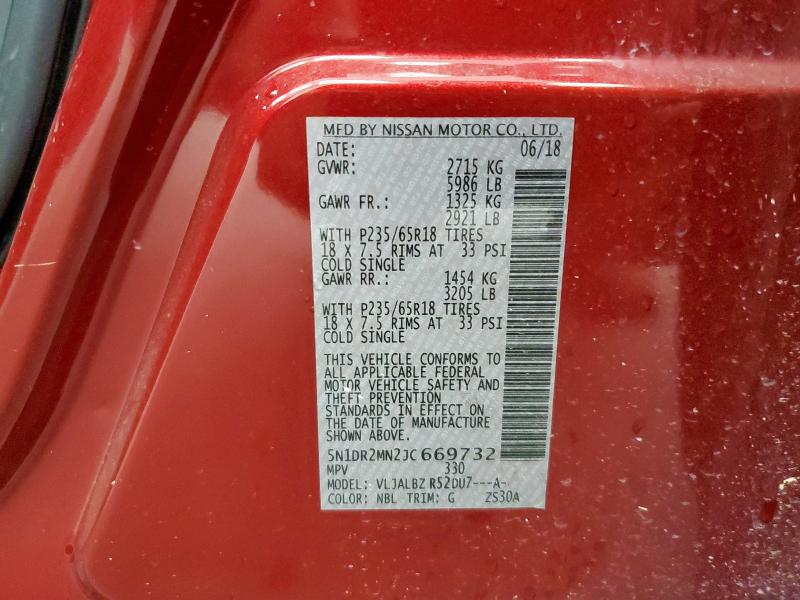 MFD BY NISSAN MOTOR CO., LTD.
DATE: 06/18
GVWR: 2715 KG
5986 LB
GAWR FR.: 1325 KG
2921 LB
WITH P235/65R18 TIRES
18 X 7.5 RIMS AT 33 PSI
COLD SINGLE
GAWR RR.: 1454 KG
3205 LB
WITH P235/65R18 TIRES
18 X 7.5 RIMS AT 33 PSI
COLD SINGLE
THIS VEHICLE CONFORMS TO
ALL APPLICABLE FEDERAL
MOTOR VEHICLE SAFETY AND
THEFT PREVENTION
STANDARDS IN EFFECT ON
THE DATE OF MANUFACTURE
SHOWN ABOVE.
5N1DR2MN2JC669732
MPV 330
MODEL: VLJALBZ R52DU7---A-
COLOR: NBL TRIM: G ZS30A